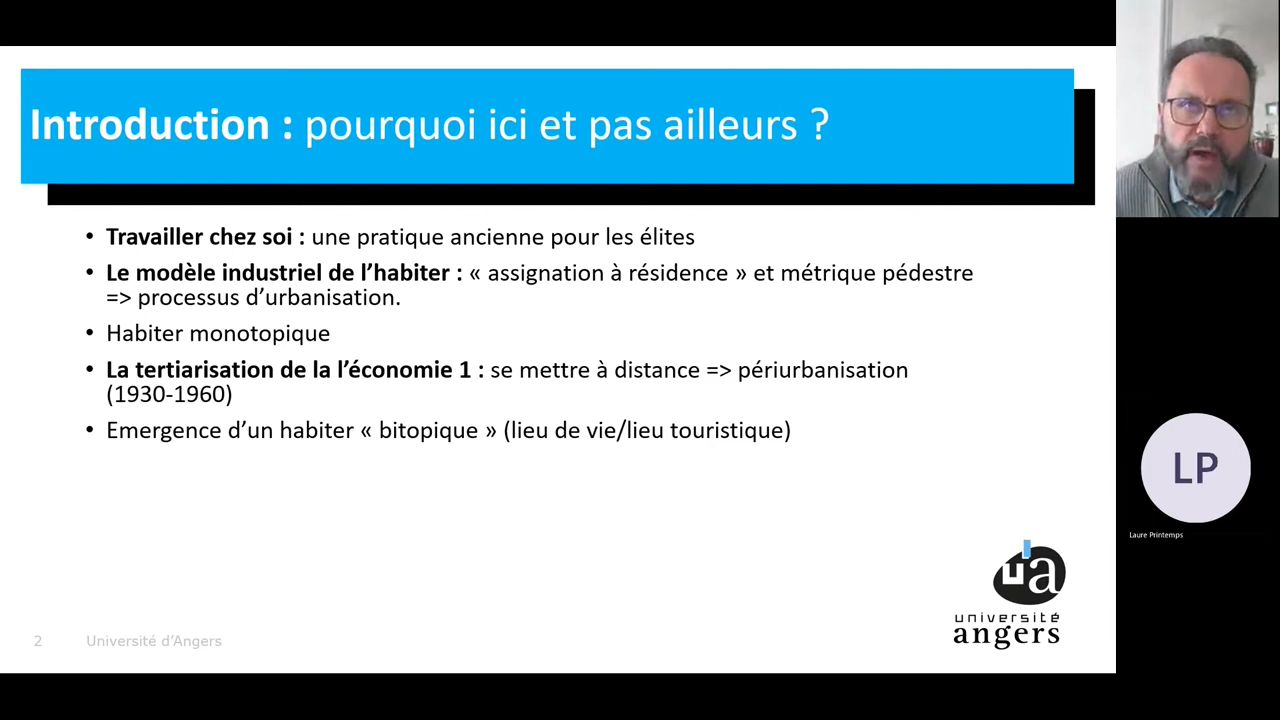 Introduction : pourquoi ici et pas ailleurs ?
• Travailler chez soi : une pratique ancienne pour les élites
• Le modèle industriel de l’habiter : « assignation à résidence » et métrique pédestre
=> processus d’urbanisation.
• Habiter monotopique
• La tertiarisation de la l’économie 1 : se mettre à distance => périurbanisation
(1930-1960)
• Emergence d’un habiter « bitopique » (lieu de vie/lieu touristique)
ua
université
angers
2 Université d’Angers
LP
Laure Printemps